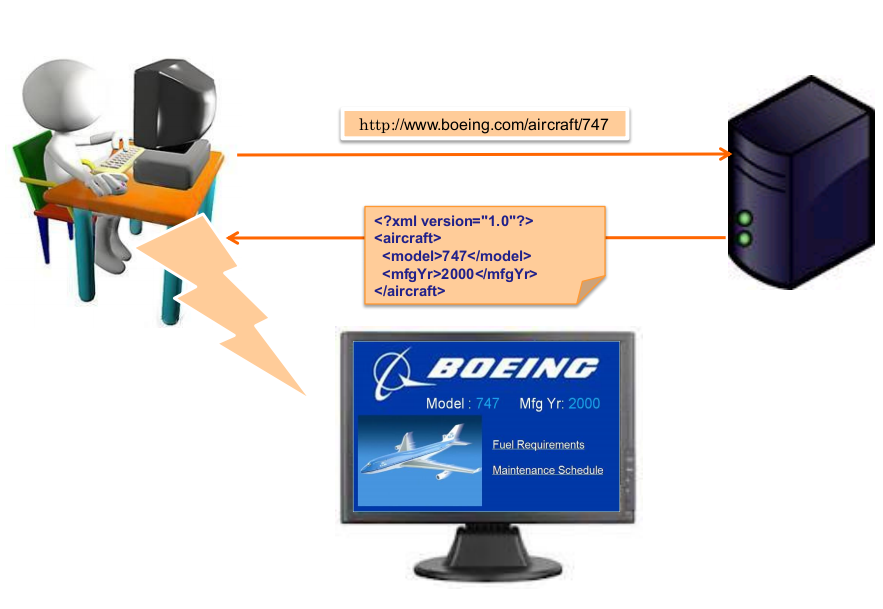 http://www.boeing.com/aircraft/747
<?xml version="1.0"?>
<aircraft>
<model>747</model>
<mfgYr>2000</mfgYr>
</aircraft>
BOEING
Model : 747 Mfg Yr: 2000
Fuel Requirements
Maintenance Schedule